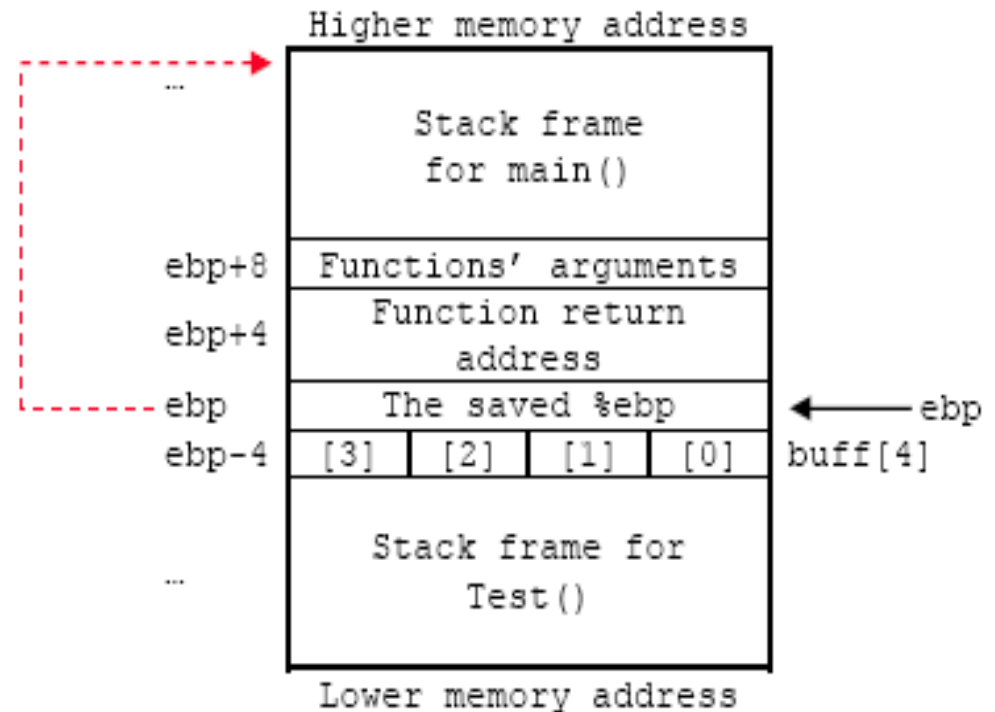 Higher memory address
…
Stack frame
for main()
ebp+8 Functions’ arguments
ebp+4 Function return
address
ebp The saved %ebp ebp
ebp-4 [3] [2] [1] [0] buff[4]
Stack frame for
…
Test()
Lower memory address